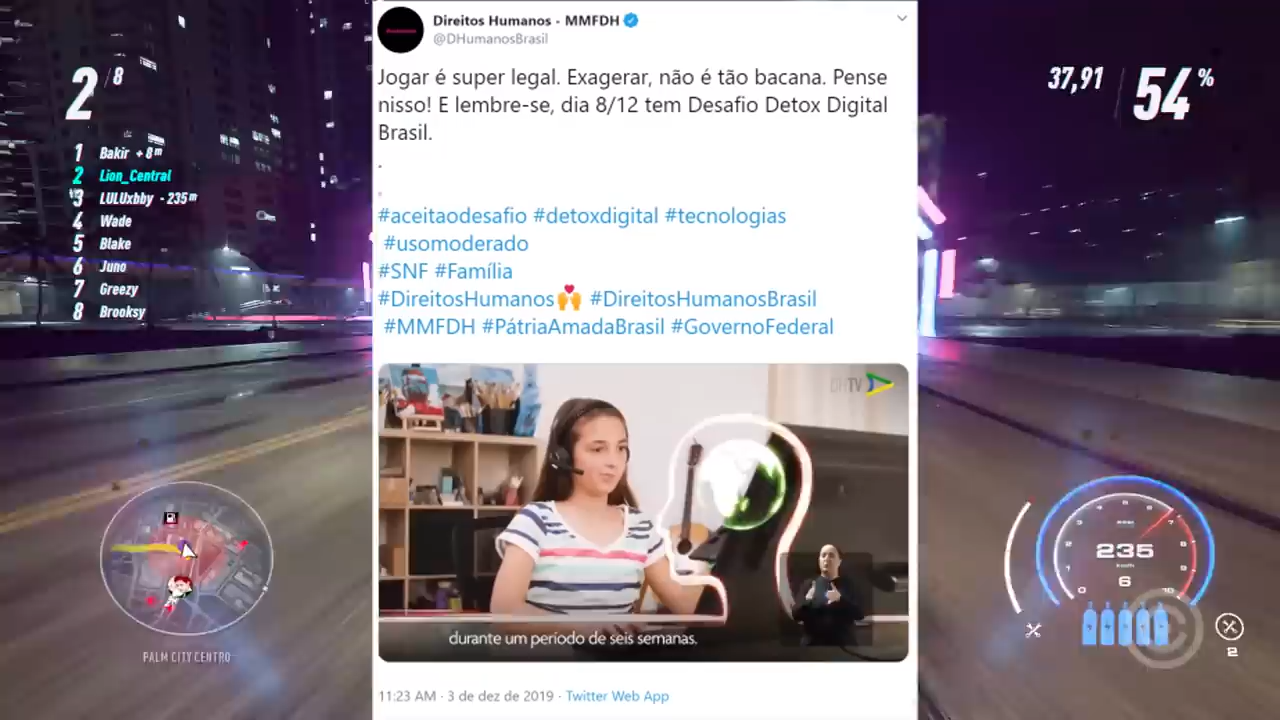 2/8
1 Bakir + 8 m
2 Lion_Central
3 LULUxbby - 235 m
4 Wade
5 Blake
6 Juno
7 Greezy
8 Brooksy
PALM CITY CENTRO
Direitos Humanos - MMFDH
@DHumanosBrasil
Jogar é super legal. Exagerar, não é tão bacana. Pense
nisso! E lembre-se, dia 8/12 tem Desafio Detox Digital
Brasil.
.
.
#aceitaodesafio #detoxdigital #tecnologias
#usomoderado
#SNF #Família
#DireitosHumanos #DireitosHumanosBrasil
#MMFDH #PátriaAmadaBrasil #GovernoFederal
DHTV
durante um período de seis semanas.
11:23 AM · 3 de dez de 2019 · Twitter Web App
37,91
54%
235
km/h
6
2